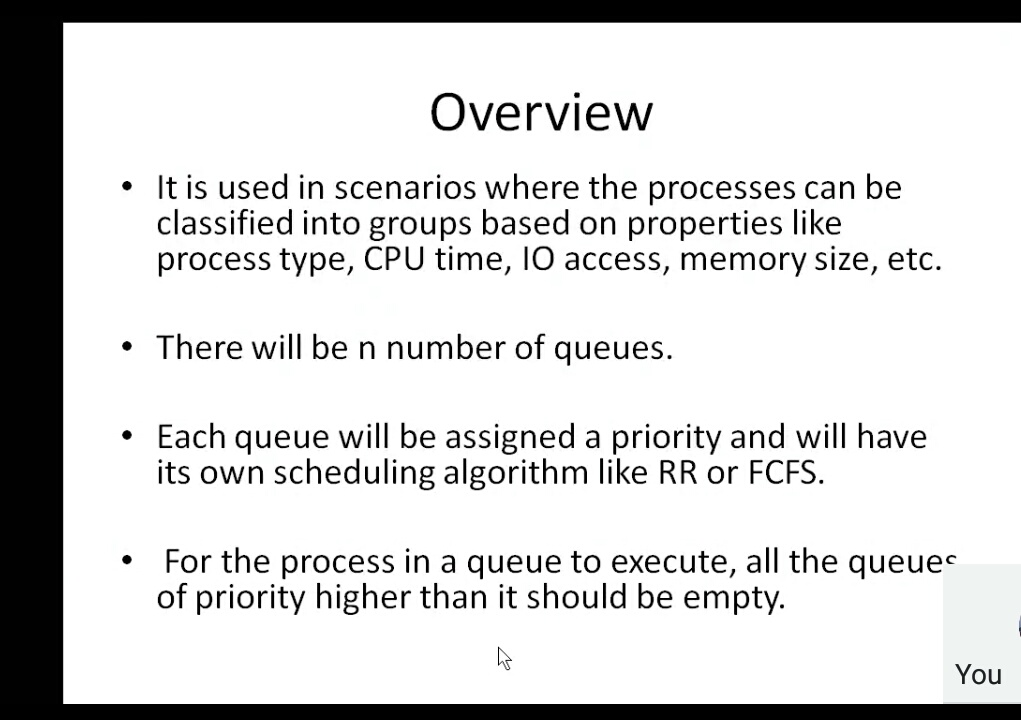 Overview
• It is used in scenarios where the processes can be
classified into groups based on properties like
process type, CPU time, IO access, memory size, etc.
• There will be n number of queues.
• Each queue will be assigned a priority and will have
its own scheduling algorithm like RR or FCFS.
• For the process in a queue to execute, all the queues
of priority higher than it should be empty.
You